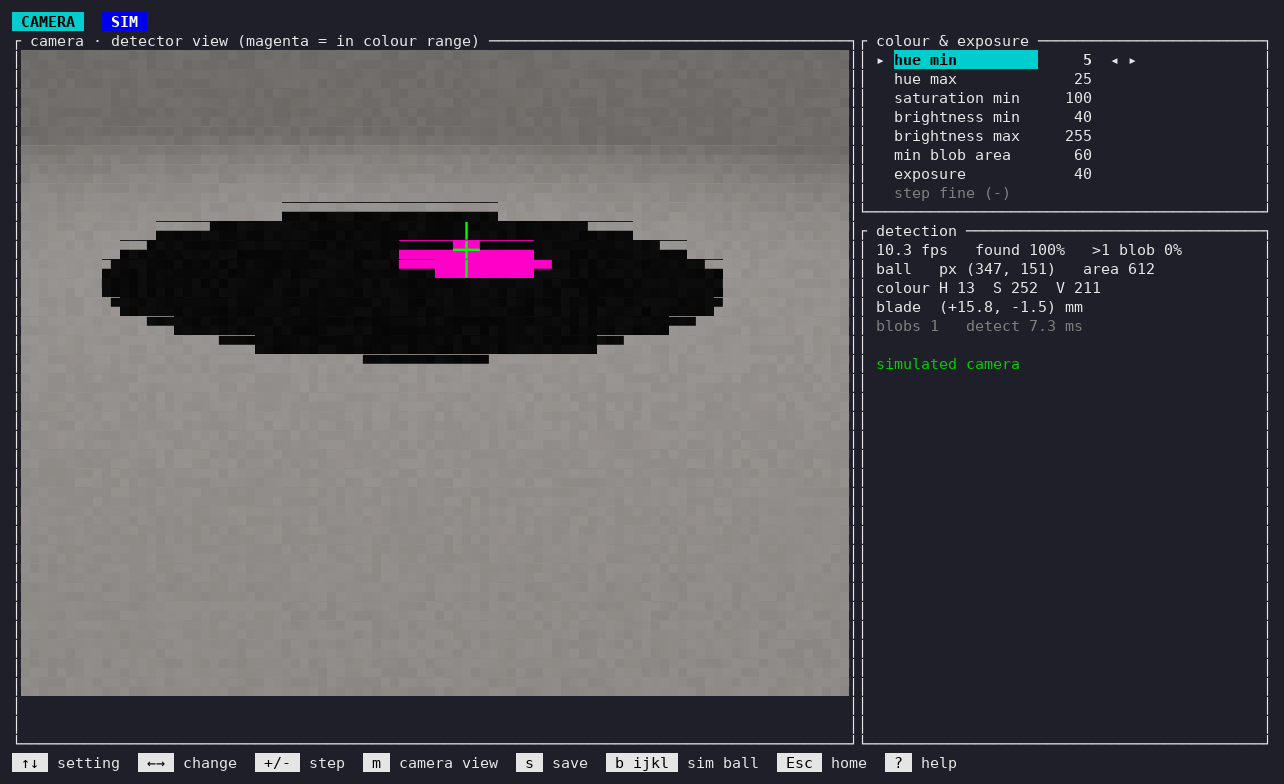 CAMERA SIM
camera · detector view (magenta = in colour range)
colour & exposure
▸ hue min 5 ◂ ▸
hue max 25
saturation min 100
brightness min 40
brightness max 255
min blob area 60
exposure 40
step fine (-)
detection
10.3 fps found 100% >1 blob 0%
ball px (347, 151) area 612
colour H 13 S 252 V 211
blade (+15.8, -1.5) mm
blobs 1 detect 7.3 ms
simulated camera
↑↓ setting ←→ change +/- step m camera view s save b ijkl sim ball Esc home ? help